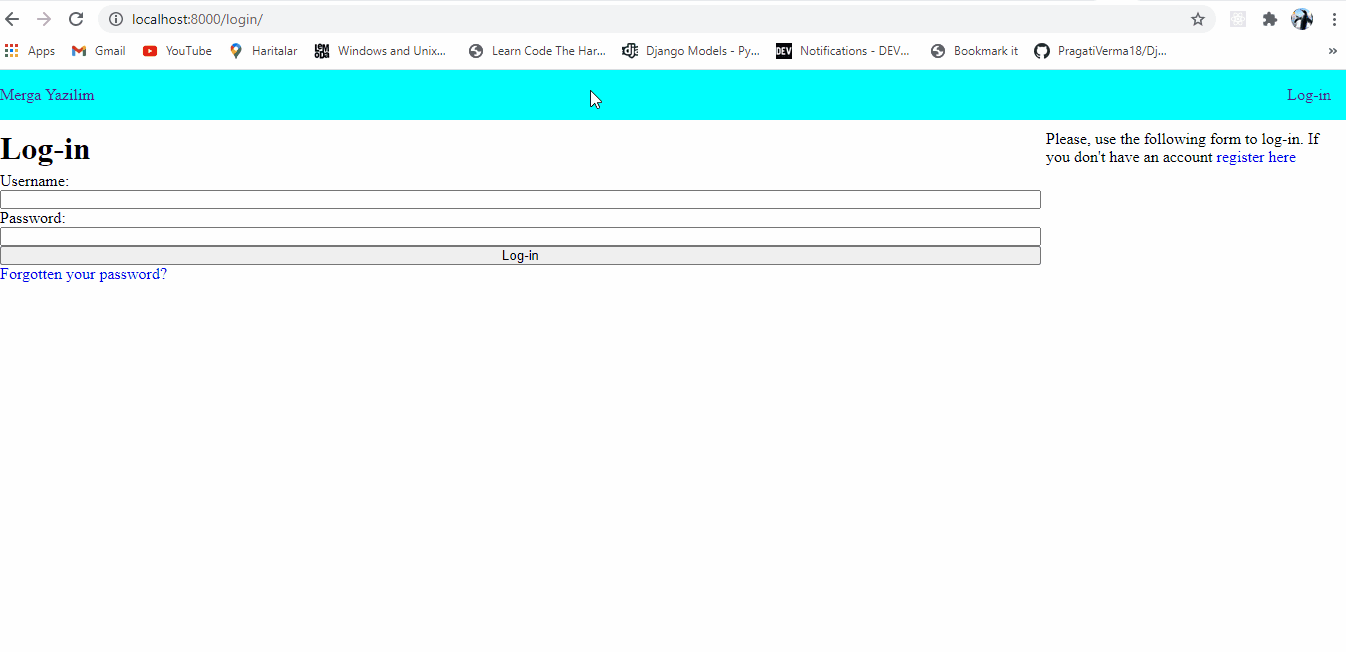 localhost:8000/login/
Apps Gmail YouTube Haritalar Windows and Unix... Learn Code The Har... Django Models - Py... DEV Notifications - DEV... Bookmark it PragatiVerma18/Dj... »
Merga Yazilim Log-in
Log-in
Please, use the following form to log-in. If
you don't have an account register here
Username:
Password:
Log-in
Forgotten your password?